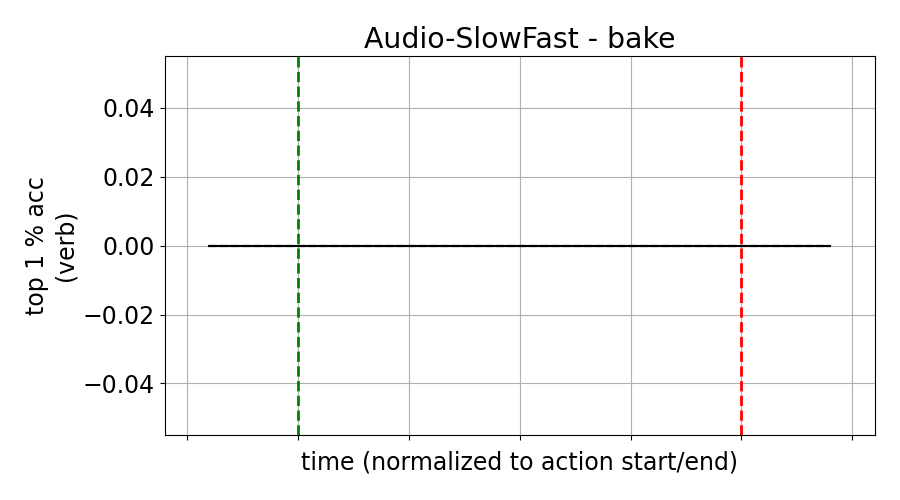 Audio-SlowFast - bake
top 1 % acc
(verb)
0.04
0.02
0.00
−0.02
−0.04
time (normalized to action start/end)